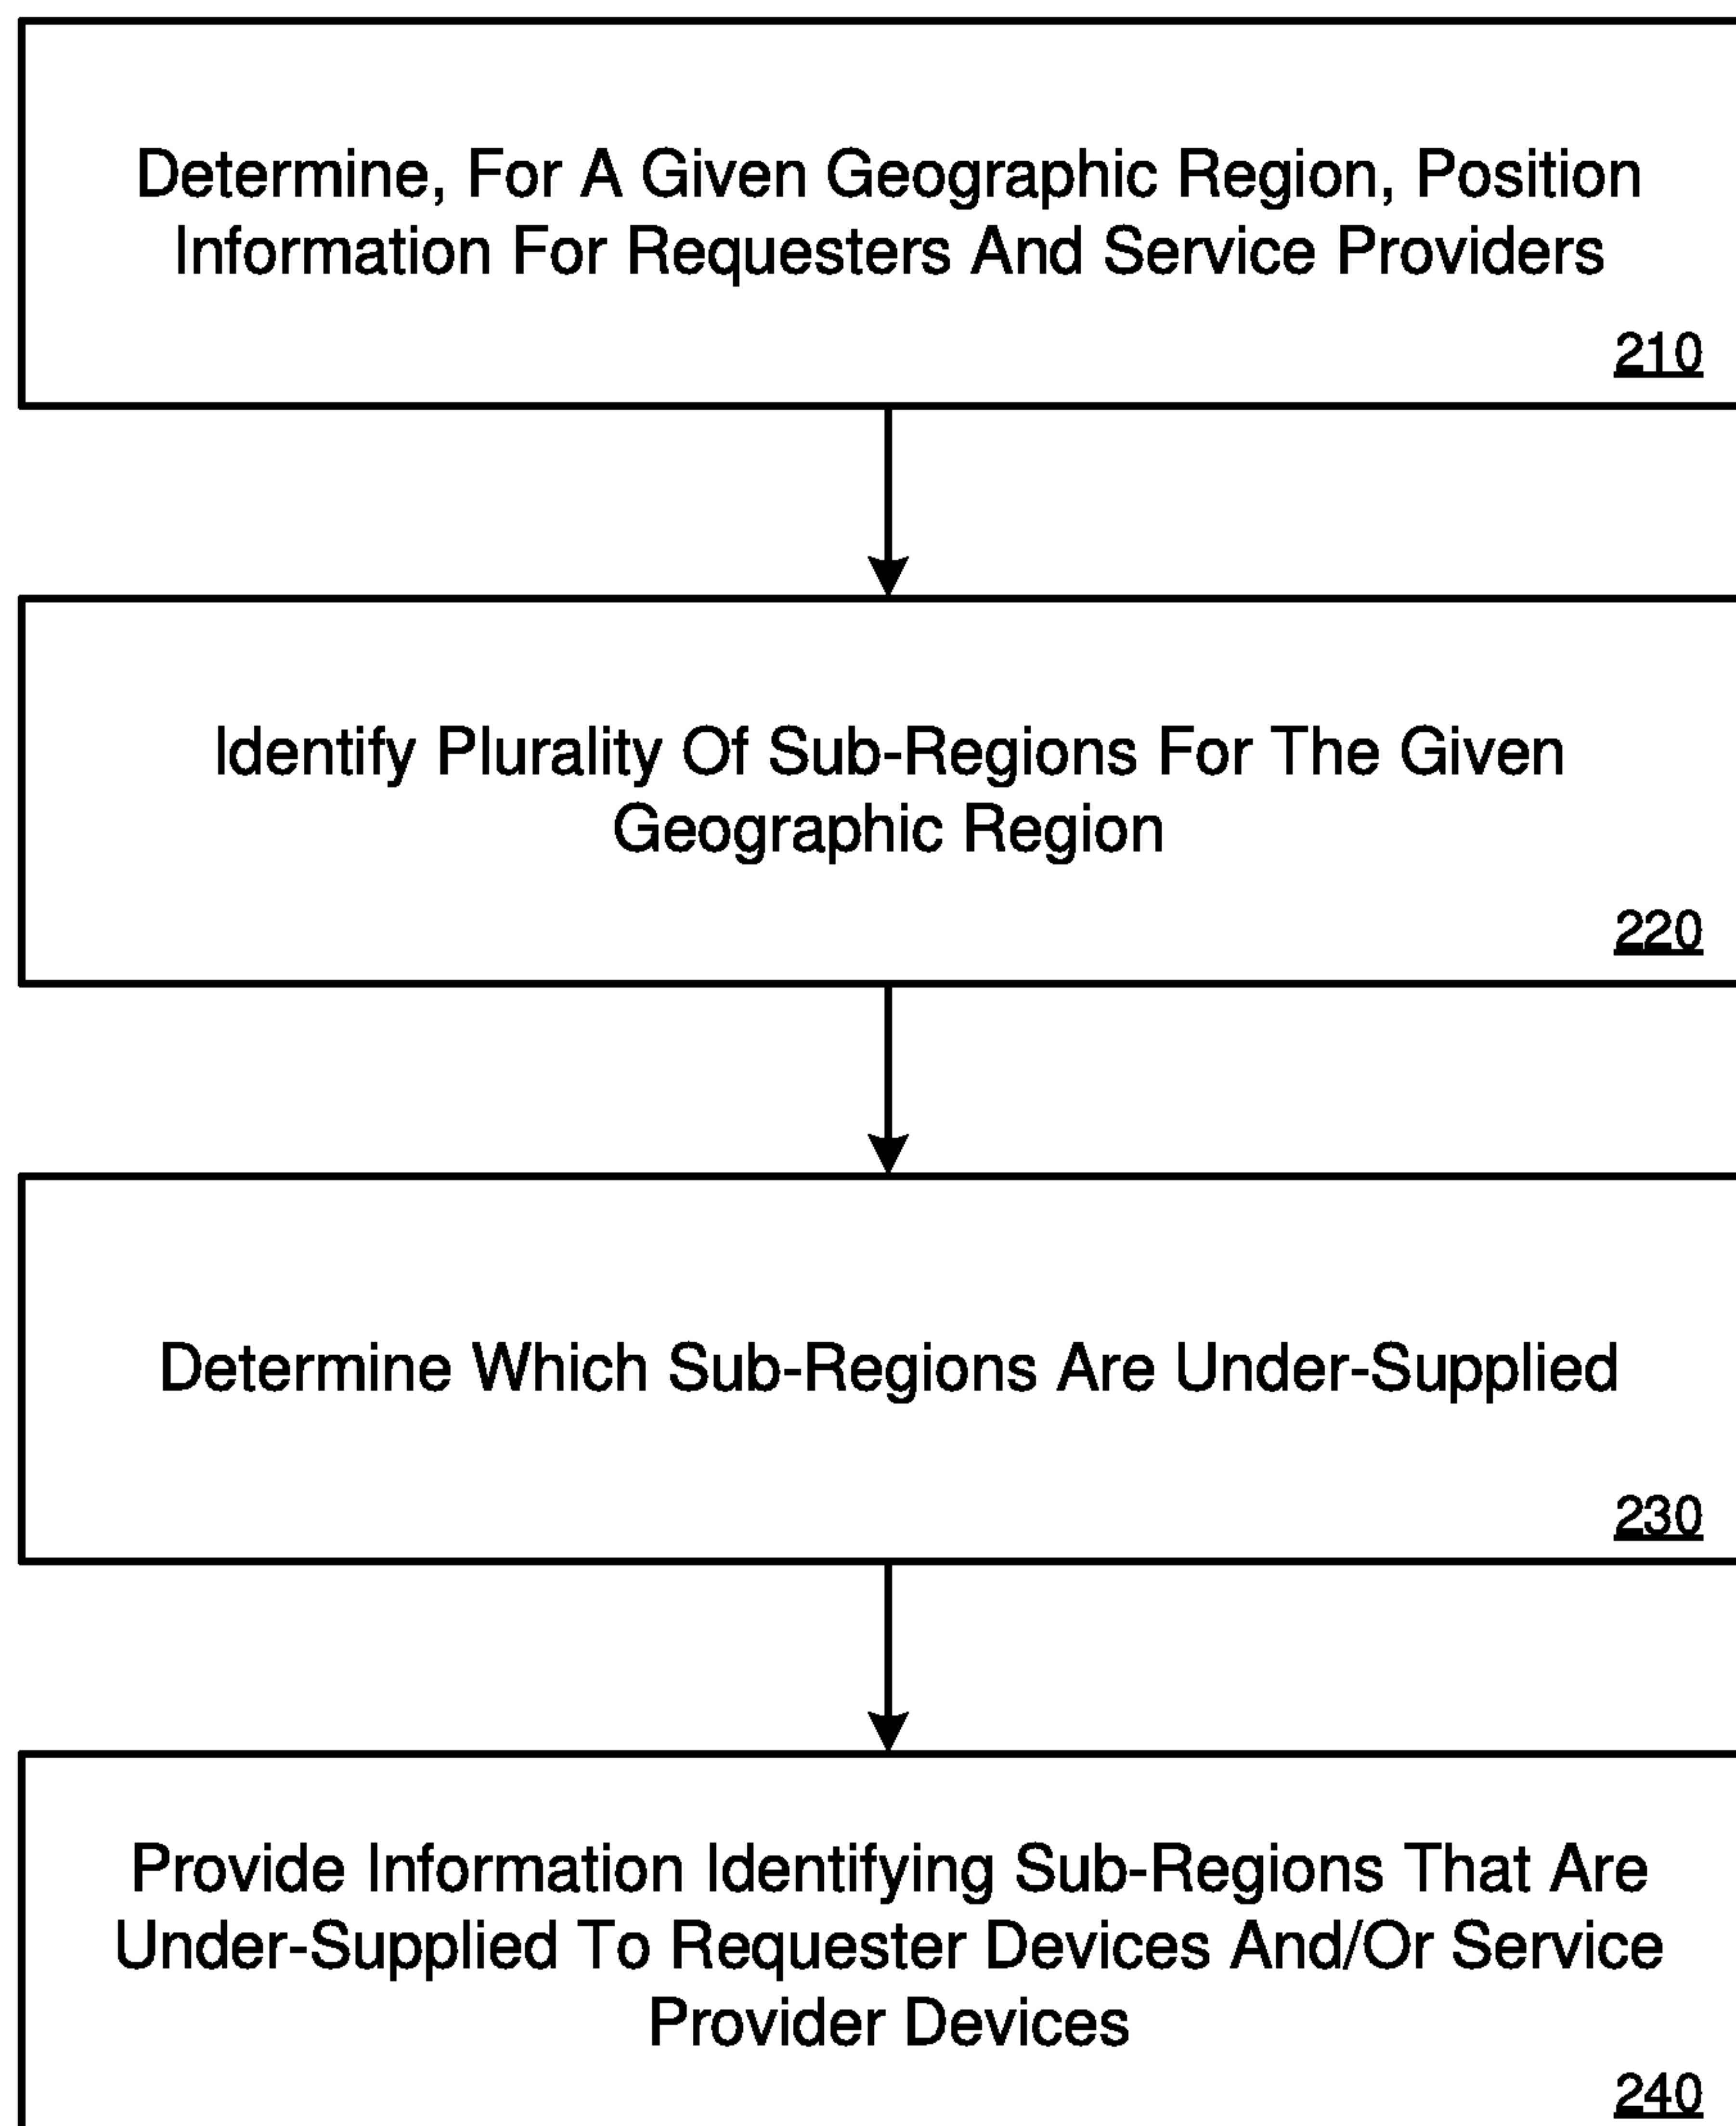 Determine, For A Given Geographic Region, Position
Information For Requesters And Service Providers
210
Identify Plurality Of Sub-Regions For The Given
Geographic Region
220
Determine Which Sub-Regions Are Under-Supplied
230
Provide Information Identifying Sub-Regions That Are
Under-Supplied To Requester Devices And/Or Service
Provider Devices
240